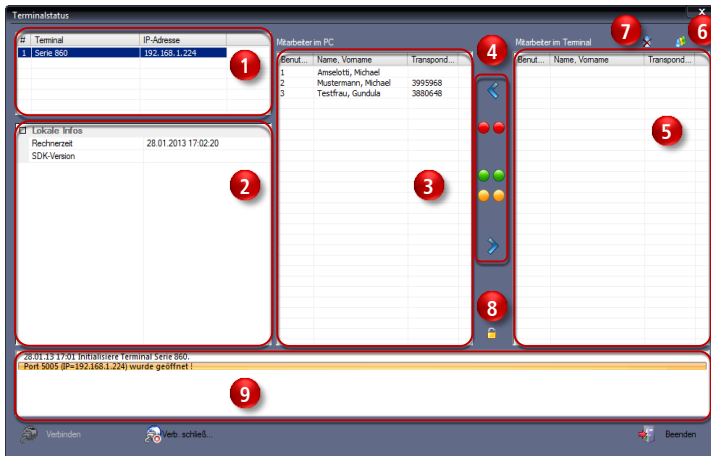 Terminalstatus
x
7
6
# Terminal IP-Adresse
1 Serie 860 192.168.1.224
1
Mitarbeiter im PC
Benut... Name, Vorname Transpond...
1 Amselotti, Michael
2 Mustermann, Michael 3995968
3 Testfrau, Gundula 3880648
3
4
Mitarbeiter im Terminal
Benut... Name, Vorname Transpond...
5
Lokale Infos
Rechnerzeit 28.01.2013 17:02:20
SDK-Version
2
8
28.01.13 17:01 Initialisiere Terminal Serie 860.
Port 5005 (IP=192.168.1.224) wurde geöffnet !
9
Verbinden
Verb. schließ...
Beenden